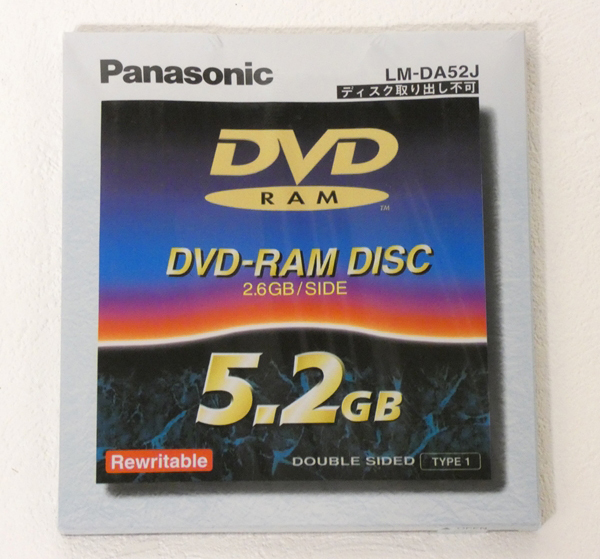 Panasonic
LM-DA52J
ディスク取り出し不可
DVD
RAM
TM
DVD-RAM DISC
2.6GB/SIDE
5.2GB
Rewritable
DOUBLE SIDED TYPE 1